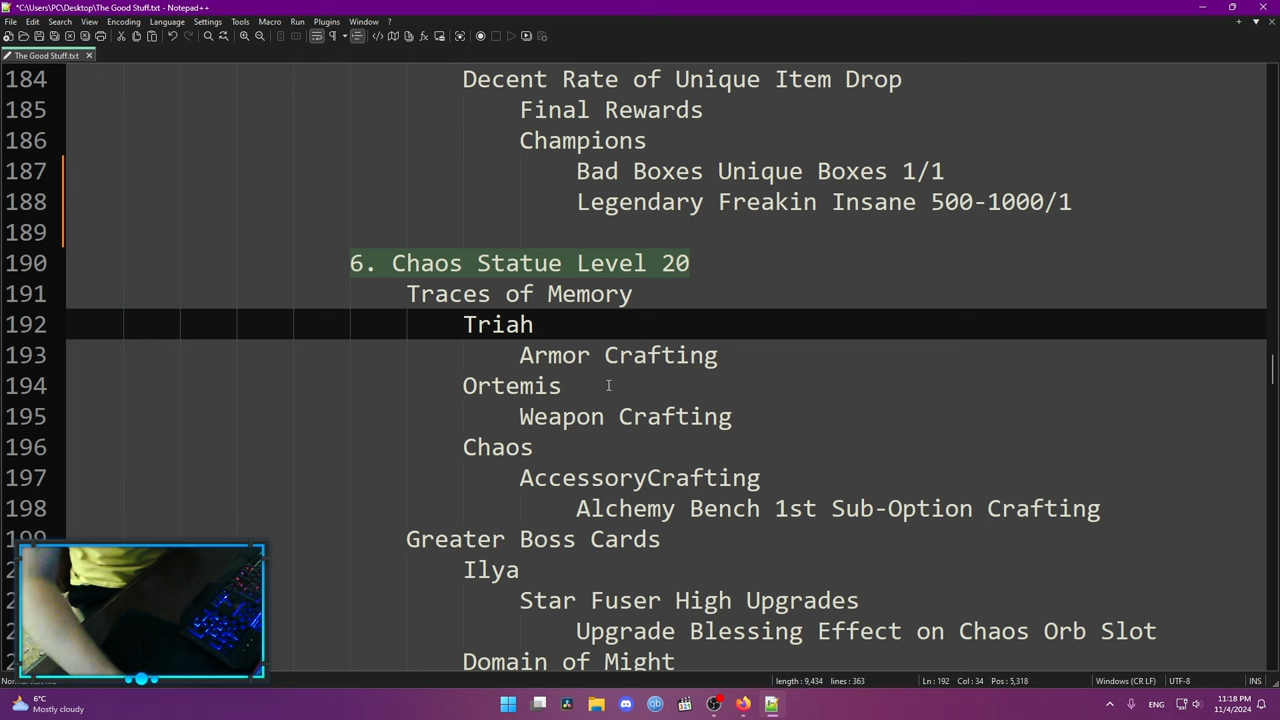 *C:\Users\PC\Desktop\The Good Stuff.txt - Notepad++
File Edit Search View Encoding Language Settings Tools Macro Run Plugins Window ?
The Good Stuff.txt
184 Decent Rate of Unique Item Drop
185 Final Rewards
186 Champions
187 Bad Boxes Unique Boxes 1/1
188 Legendary Freakin Insane 500-1000/1
189
190 6. Chaos Statue Level 20
191 Traces of Memory
192 Triah
193 Armor Crafting
194 Ortemis
195 Weapon Crafting
196 Chaos
197 AccessoryCrafting
198 Alchemy Bench 1st Sub-Option Crafting
199 Greater Boss Cards
Ilya
Star Fuser High Upgrades
Upgrade Blessing Effect on Chaos Orb Slot
Domain of Might
length : 9,434 lines : 363 Ln : 192 Col : 34 Pos : 5,318 Windows (CR LF) UTF-8 INS
6°C
Mostly cloudy
ENG
11:18 PM
11/4/2024